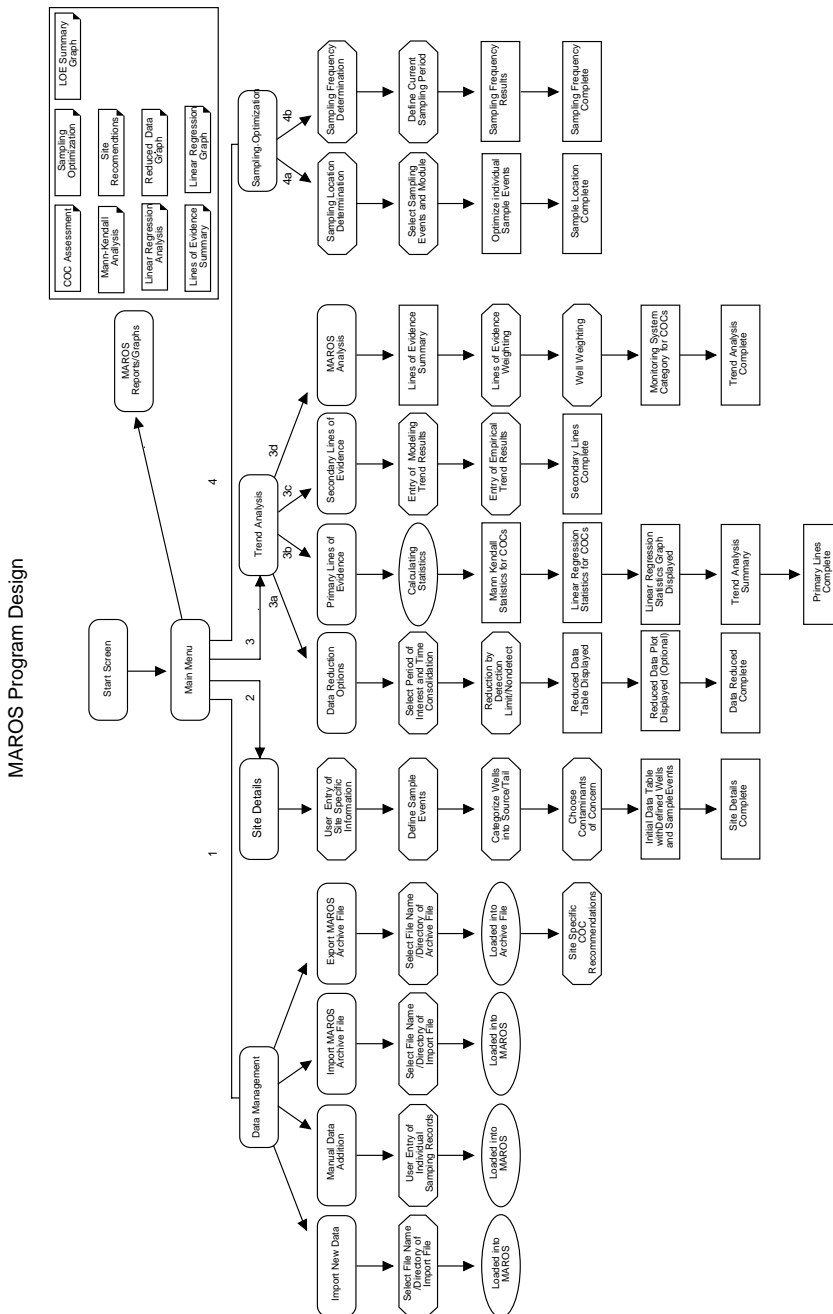 MAROS Program Design
Start Screen
Main Menu
MAROS
Reports/Graphs
COC Assessment
Sampling
Optimization
LOE Summary
Graph
Mann-Kendall
Analysis
Site
Recomendtions
Linear Regression
Analysis
Reduced Data
Graph
Lines of Evidence
Summary
Linear Regression
Graph
1
2
3
4
Data Management
Import New Data
Select File Name
/Directory of
Import File
Loaded into
MAROS
Manual Data
Addition
User Entry of
Individual
Samping Records
Loaded into
MAROS
Import MAROS
Archive File
Select File Name
/Directory of
Import File
Loaded into
MAROS
Export MAROS
Archive File
Select File Name
/Directory of
Archive File
Loaded into
Archive File
Site Specific
COC
Recommendations
Site Details
User Entry of
Site Specific
Information
Define Sample
Events
Categorize Wells
into Source/Tail
Choose
Contaminants
of Concern
Initial Data Table
withDefined Wells
and SampleEvents
Site Details
Complete
Trend Analysis
3a
3b
3c
3d
Data Reduction
Options
Select Period of
Interest and Time
Consolidation
Reduction by
Detection
Limit/Nondetect
Reduced Data
Table Displayed
Reduced Data Plot
Displayed (Optional)
Data Reduced
Complete
Primary Lines of
Evidence
Calculating
Statistics
Mann Kendall
Statistics for COCs
Linear Regression
Statistics for COCs
Linear Regression
Statistics Graph
Displayed
Trend Analysis
Summary
Primary Lines
Complete
Secondary Lines of
Evidence
Entry of Modeling
Trend Results
Entry of Empirical
Trend Results
Secondary Lines
Complete
MAROS
Analysis
Lines of Evidence
Summary
Lines of Evidence
Weighting
Well Weighting
Monitoring System
Category for COCs
Trend Analysis
Complete
Sampling-Optimization
4a
4b
Sampling Location
Determination
Select Sampling
Events and Module
Optimize individual
Sample Events
Sample Location
Complete
Sampling Frequency
Determination
Define Current
Sampling Period
Sampling Frequency
Results
Sampling Frequency
Complete